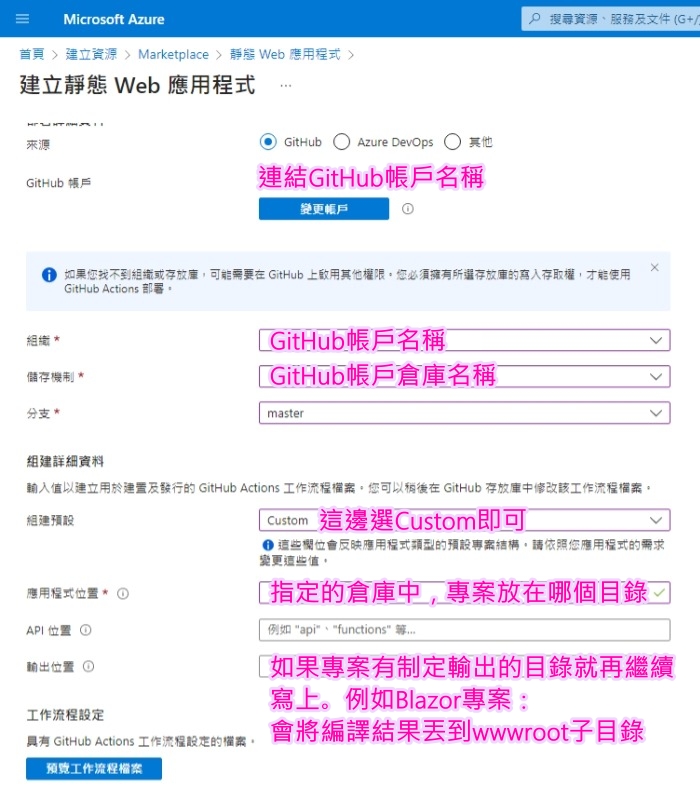 Microsoft Azure
搜尋資源、服務及文件 (G+/)
首頁 > 建立資源 > Marketplace > 靜態 Web 應用程式 >
建立靜態 Web 應用程式 ...
來源
GitHub Azure DevOps 其他
GitHub 帳戶
連結GitHub帳戶名稱
變更帳戶
如果您找不到組織或存放庫，可能需要在 GitHub 上啟用其他權限。您必須擁有所選存放庫的寫入存取權，才能使用
GitHub Actions 部署。
組織 *
GitHub帳戶名稱
儲存機制 *
GitHub帳戶倉庫名稱
分支 *
master
組建詳細資料
輸入值以建立用於建置及發行的 GitHub Actions 工作流程檔案。您可以稍後在 GitHub 存放庫中修改該工作流程檔案。
組建預設
Custom 這邊選Custom即可
這些欄位會反映應用程式類型的預設專案結構。請依照您應用程式的需求
變更這些值。
應用程式位置 *
指定的倉庫中，專案放在哪個目錄
API 位置
例如 "api"、"functions" 等...
輸出位置
如果專案有制定輸出的目錄就再繼續
寫上。例如Blazor專案：
會將編譯結果丟到wwwroot子目錄
工作流程設定
具有 GitHub Actions 工作流程設定的檔案。
預覽工作流程檔案